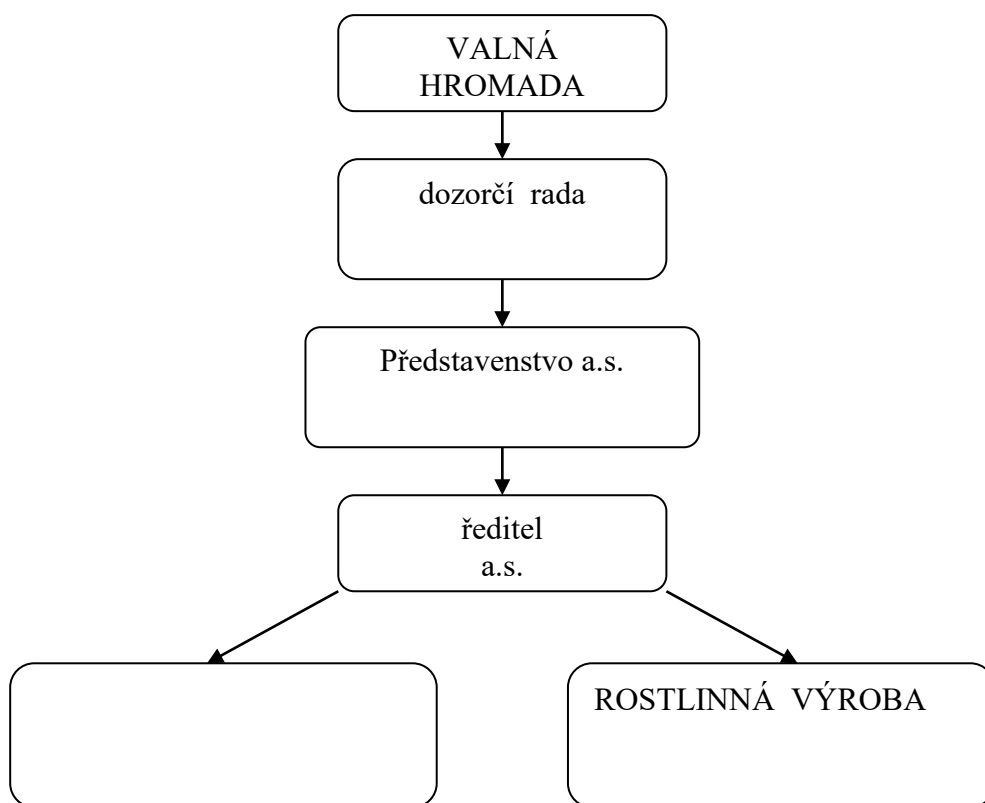 VALNÁ
HROMADA
dozorčí rada
Představenstvo a.s.
ředitel
a.s.
ROSTLINNÁ VÝROBA